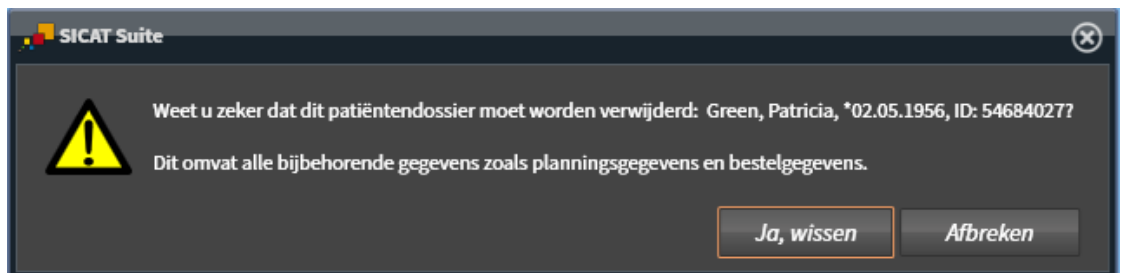 SICAT Suite
Weet u zeker dat dit patiëntendossier moet worden verwijderd: Green, Patricia, *02.05.1956, ID: 54684027?
Dit omvat alle bijbehorende gegevens zoals planningsgegevens en bestelgegevens.
Ja, wissen
Afbreken